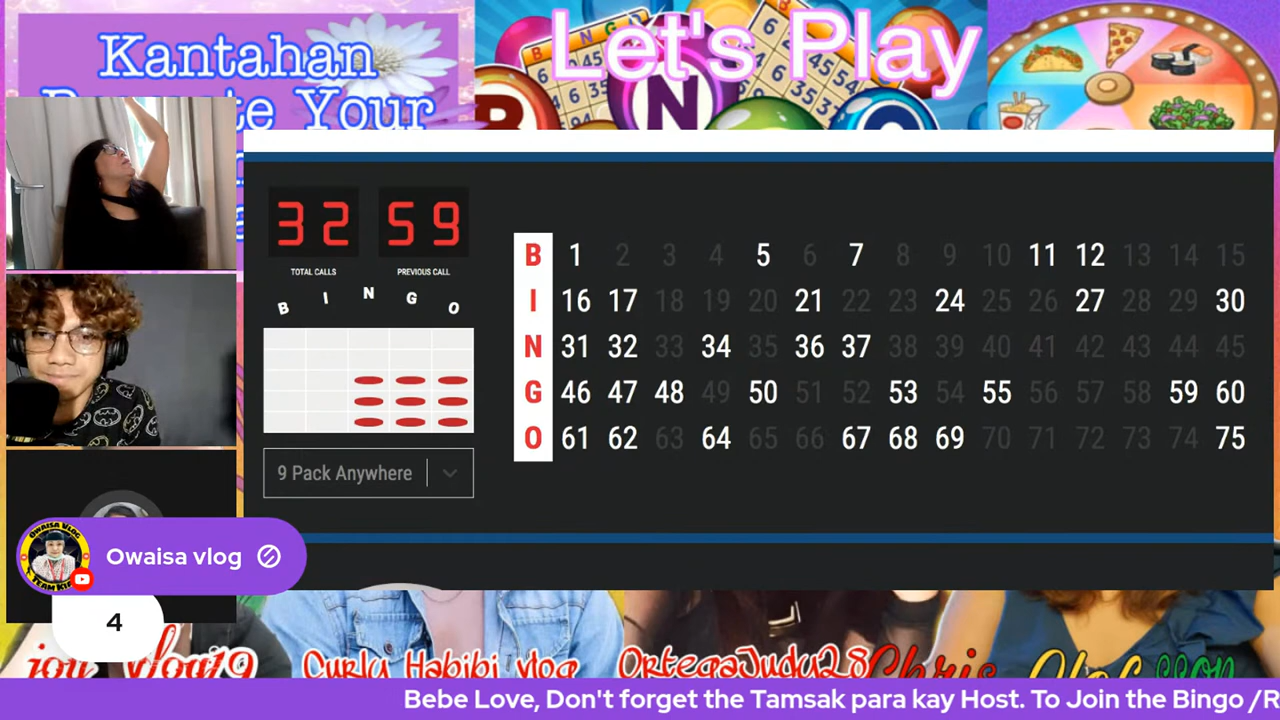 Kantahan
Let's Play
Your
32 59
TOTAL CALLS PREVIOUS CALL
B I N G O
9 Pack Anywhere
B 1 2 3 4 5 6 7 8 9 10 11 12 13 14 15
I 16 17 18 19 20 21 22 23 24 25 26 27 28 29 30
N 31 32 33 34 35 36 37 38 39 40 41 42 43 44 45
G 46 47 48 49 50 51 52 53 54 55 56 57 58 59 60
O 61 62 63 64 65 66 67 68 69 70 71 72 73 74 75
Owaisa vlog
4
joy vlog19 Curly Habibi vlog OrtegaJudy28 Chris
Bebe Love, Don't forget the Tamsak para kay Host. To Join the Bingo /R